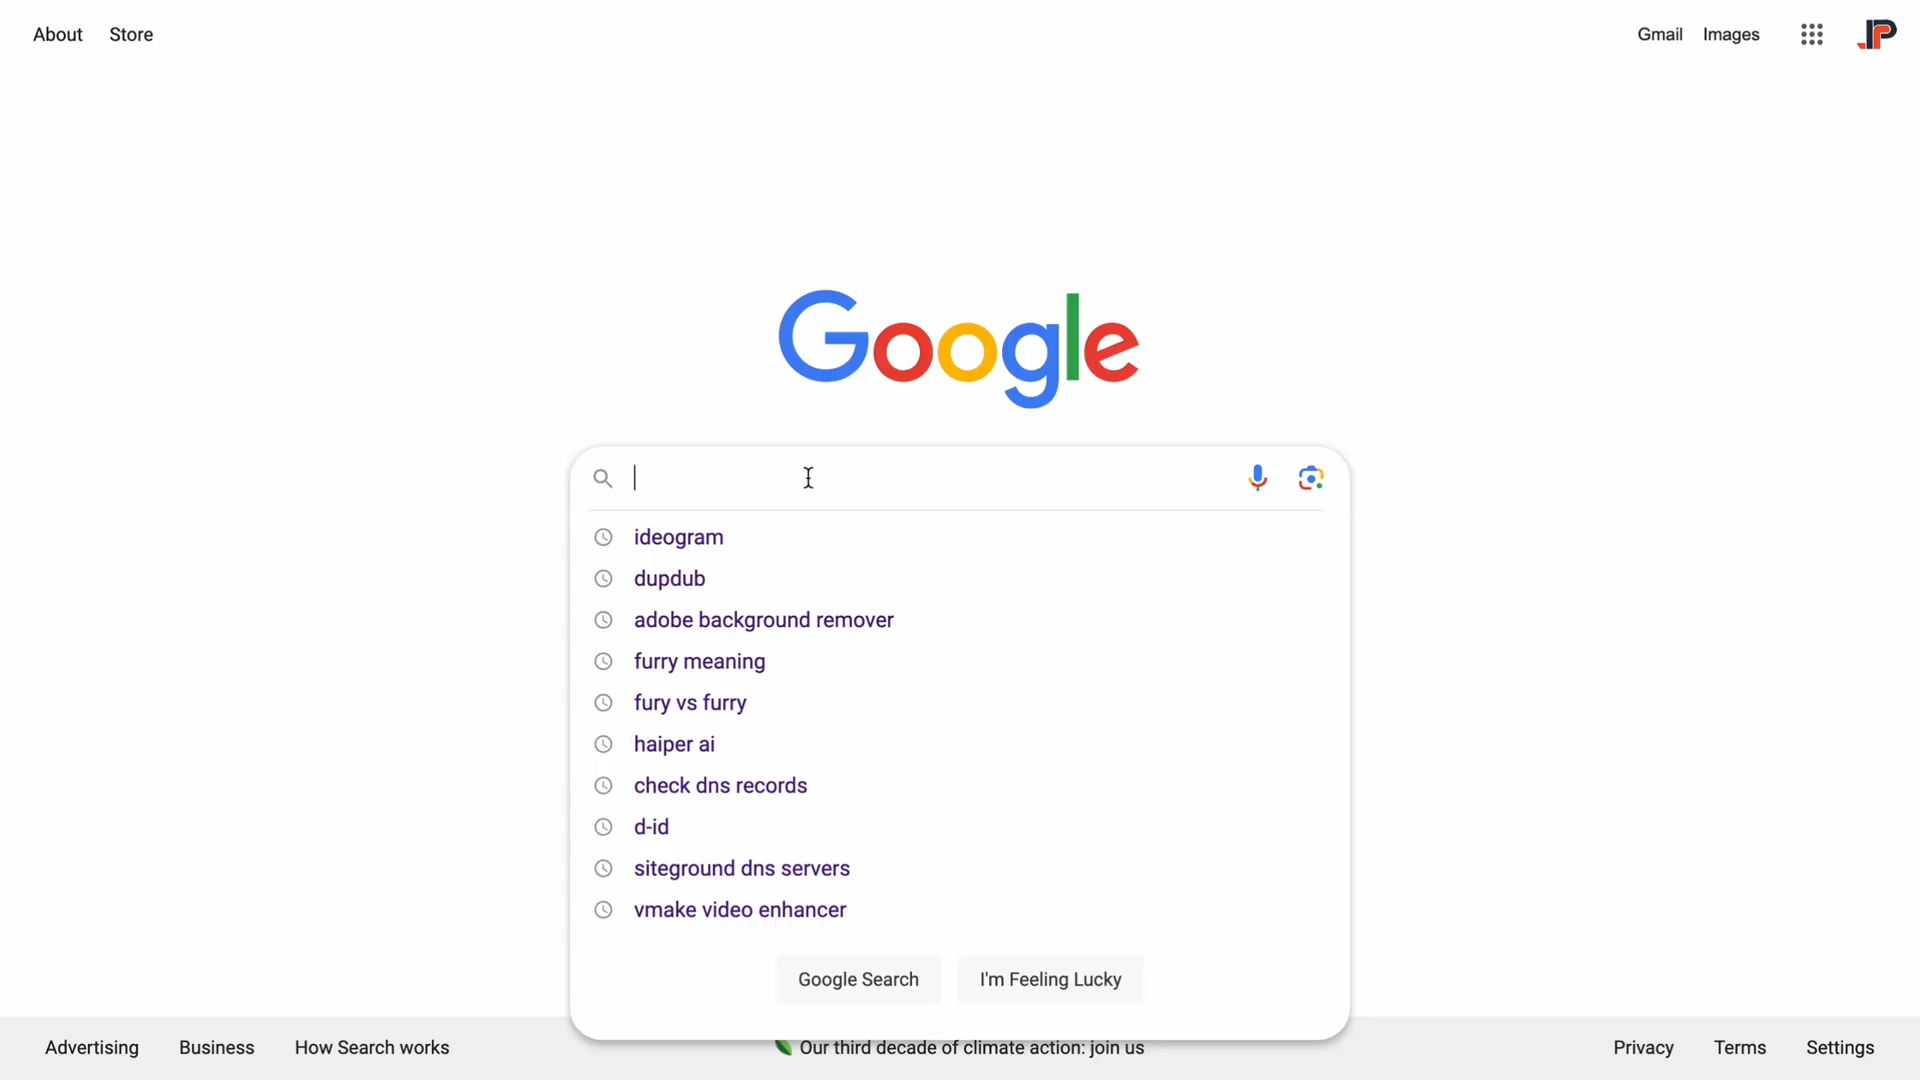 About Store
Gmail Images
JP
Google
ideogram
dupdub
adobe background remover
furry meaning
fury vs furry
haiper ai
check dns records
d-id
siteground dns servers
vmake video enhancer
Google Search I'm Feeling Lucky
Advertising Business How Search works
Our third decade of climate action: join us
Privacy Terms Settings